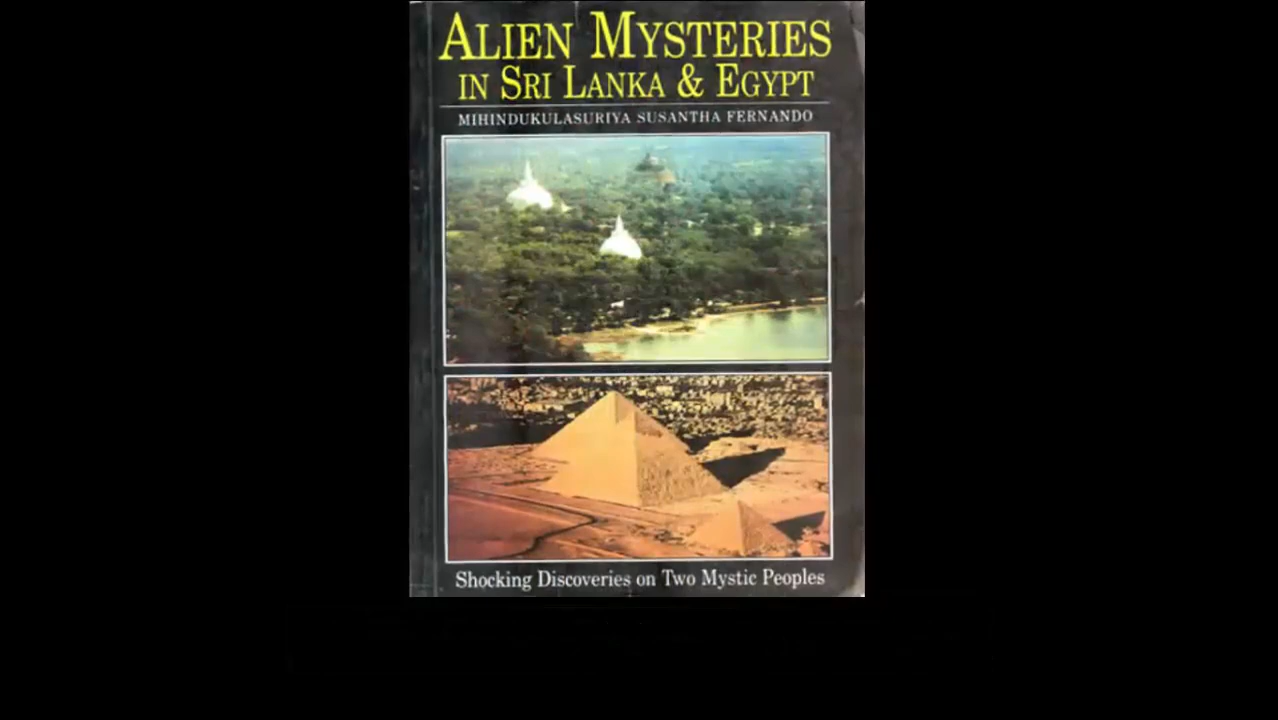 ALIEN MYSTERIES
IN SRI LANKA & EGYPT
MIHINDUKULASURIYA SUSANTHA FERNANDO
Shocking Discoveries on Two Mystic Peoples